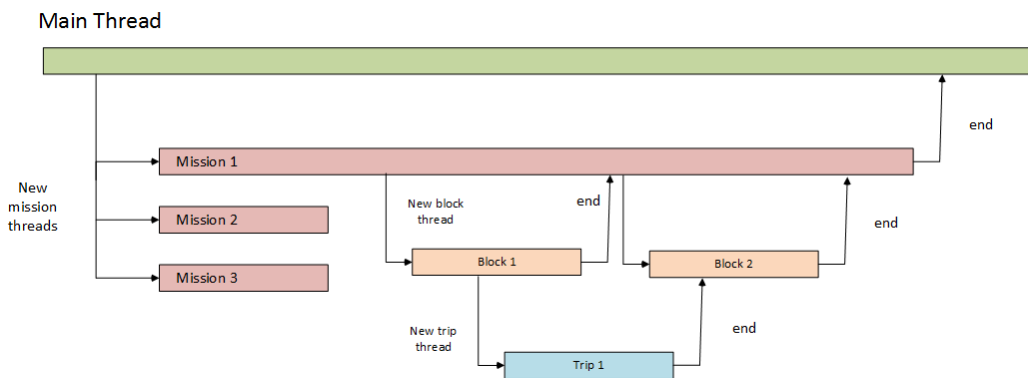 Main Thread
end
Mission 1
New
mission
threads
New block
thread
end
Mission 2
end
Block 1
Block 2
Mission 3
New trip
thread
end
Trip 1